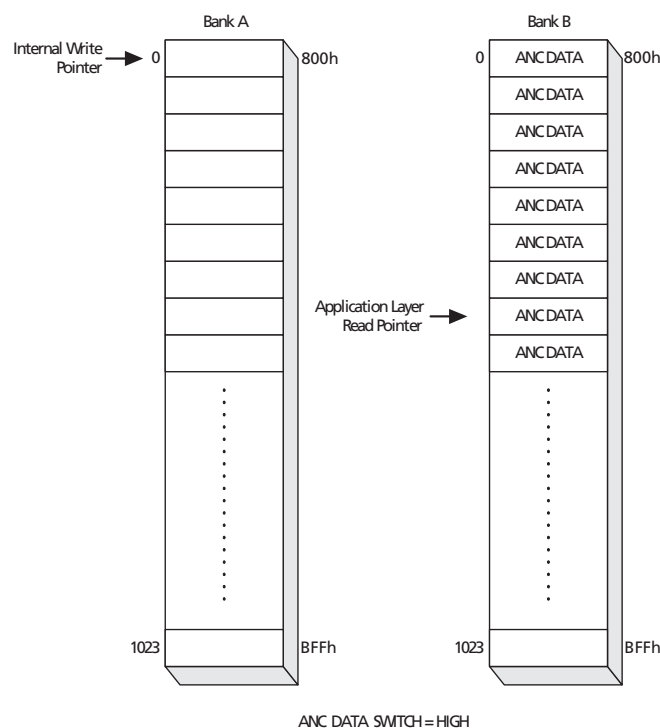 Bank A
Internal Write
Pointer
0
800h
1023
BFFh
Bank B
0
ANC DATA
800h
ANC DATA
ANC DATA
ANC DATA
ANC DATA
ANC DATA
ANC DATA
Application Layer
Read Pointer
ANC DATA
ANC DATA
1023
BFFh
ANC DATA SWITCH = HIGH